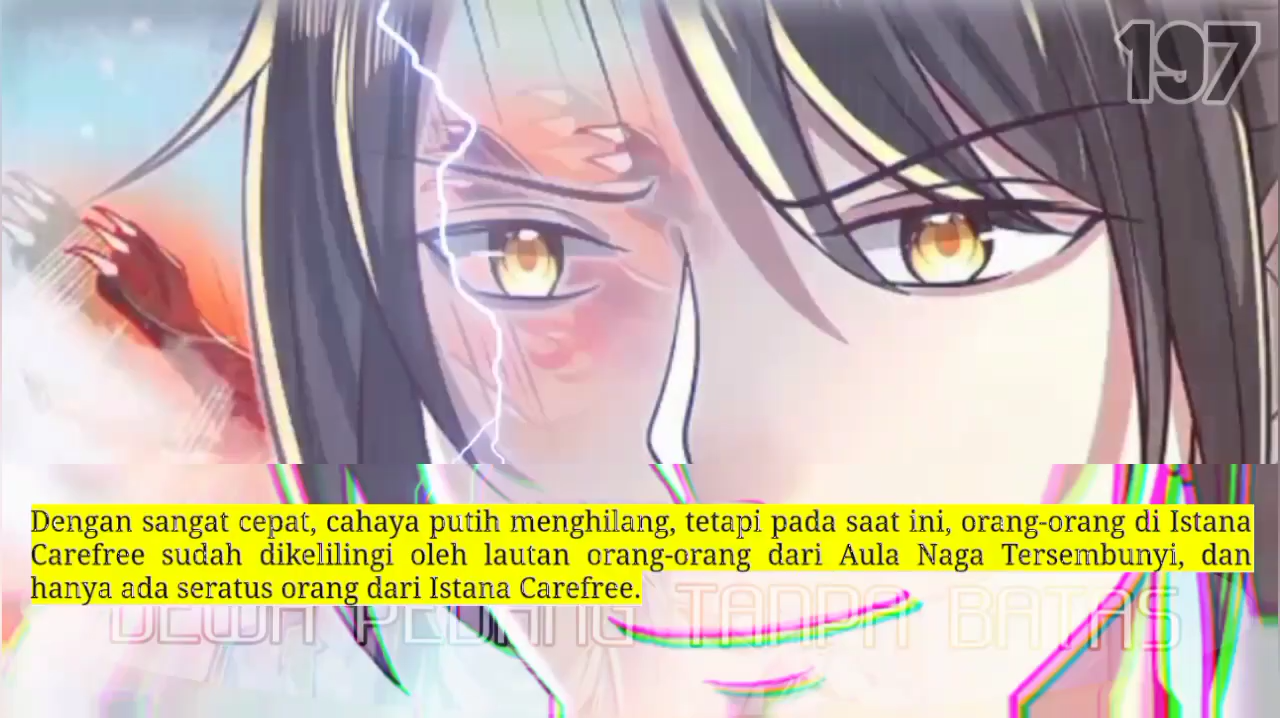 197
Dengan sangat cepat, cahaya putih menghilang, tetapi pada saat ini, orang-orang di Istana
Carefree sudah dikelilingi oleh lautan orang-orang dari Aula Naga Tersembunyi, dan
hanya ada seratus orang dari Istana Carefree.
DEWA PEDANG TANPA BATAS